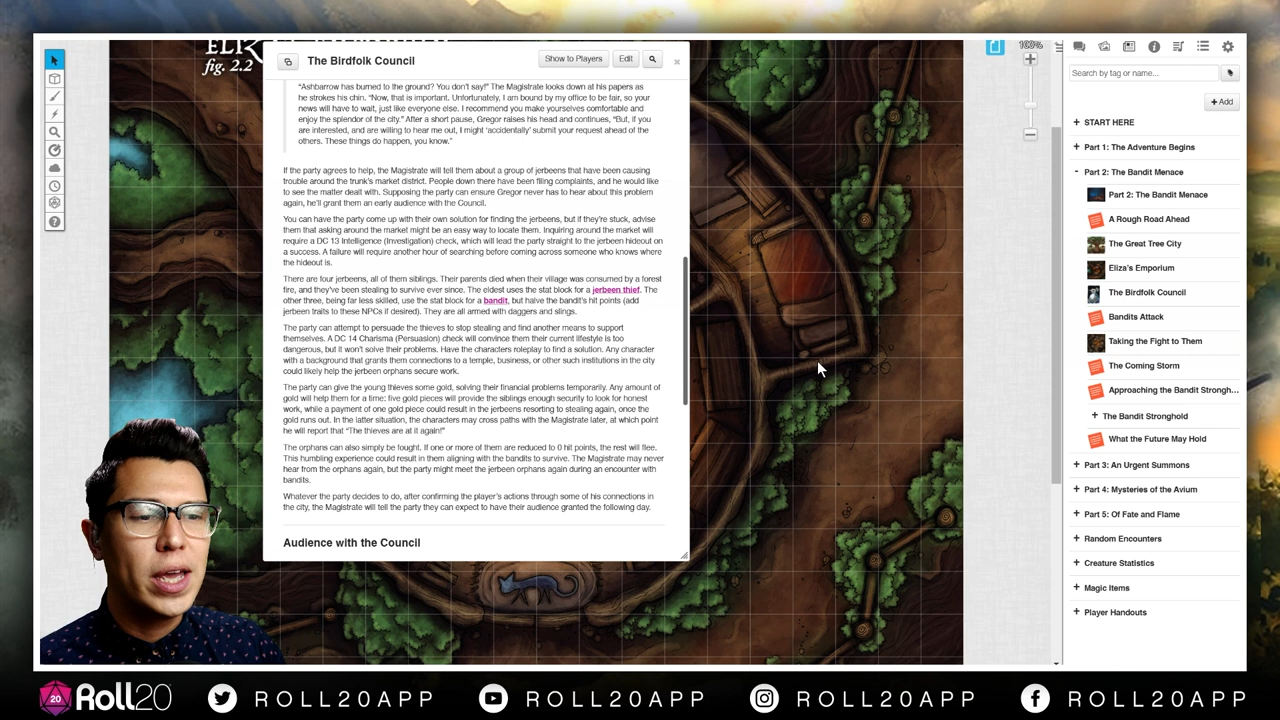 fig. 2.2
The Birdfolk Council
Show to Players
Edit
“Ashbarrow has burned to the ground? You don't say!” The Magistrate looks down at his papers as
he strokes his chin. “Now, that is important. Unfortunately, I am bound by my office to be fair, so your
news will have to wait, just like everyone else. I recommend you make yourselves comfortable and
enjoy the splendor of the city.” After a short pause, Gregor raises his head and continues, “But, if you
are interested, and are willing to hear me out, I might ‘accidentally’ submit your request ahead of the
others. These things do happen, you know.”
If the party agrees to help, the Magistrate will tell them about a group of jerbeens that have been causing
trouble around the trunk's market district. People down there have been filing complaints, and he would like
to see the matter dealt with. Supposing the party can ensure Gregor never has to hear about this problem
again, he'll grant them an early audience with the Council.
You can have the party come up with their own solution for finding the jerbeens, but if they're stuck, advise
them that asking around the market might be an easy way to locate them. Inquiring around the market will
require a DC 13 Intelligence (Investigation) check, which will lead the party straight to the jerbeen hideout on
a success. A failure will require another hour of searching before coming across someone who knows where
the hideout is.
There are four jerbeens, all of them siblings. Their parents died when their village was consumed by a forest
fire, and they've been stealing to survive ever since. The eldest uses the stat block for a jerbeen thief. The
other three, being far less skilled, use the stat block for a bandit, but halve the bandit's hit points (add
jerbeen traits to these NPCs if desired). They are all armed with daggers and slings.
The party can attempt to persuade the thieves to stop stealing and find another means to support
themselves. A DC 14 Charisma (Persuasion) check will convince them their current lifestyle is too
dangerous, but it won't solve their problems. Have the characters roleplay to find a solution. Any character
with a background that grants them connections to a temple, business, or other such institutions in the city
could likely help the jerbeen orphans secure work.
The party can give the young thieves some gold, solving their financial problems temporarily. Any amount of
gold will help them for a time: five gold pieces will provide the siblings enough security to look for honest
work, while a payment of one gold piece could result in the jerbeens resorting to stealing again, once the
gold runs out. In the latter situation, the characters may cross paths with the Magistrate later, at which point
he will report that “The thieves are at it again!”
The orphans can also simply be fought. If one or more of them are reduced to 0 hit points, the rest will flee.
This humbling experience could result in them aligning with the bandits to survive. The Magistrate may never
hear from the orphans again, but the party might meet the jerbeen orphans again during an encounter with
bandits.
Whatever the party decides to do, after confirming the player's actions through some of his connections in
the city, the Magistrate will tell the party they can expect to have their audience granted the following day.
Audience with the Council
100%
Search by tag or name...
+ Add
+ START HERE
+ Part 1: The Adventure Begins
- Part 2: The Bandit Menace
Part 2: The Bandit Menace
A Rough Road Ahead
The Great Tree City
Eliza's Emporium
The Birdfolk Council
Bandits Attack
Taking the Fight to Them
The Coming Storm
Approaching the Bandit Strongh...
+ The Bandit Stronghold
What the Future May Hold
+ Part 3: An Urgent Summons
+ Part 4: Mysteries of the Avium
+ Part 5: Of Fate and Flame
+ Random Encounters
+ Creature Statistics
+ Magic Items
+ Player Handouts
20 Roll20
ROLL20APP
ROLL20APP
ROLL20APP
ROLL20APP